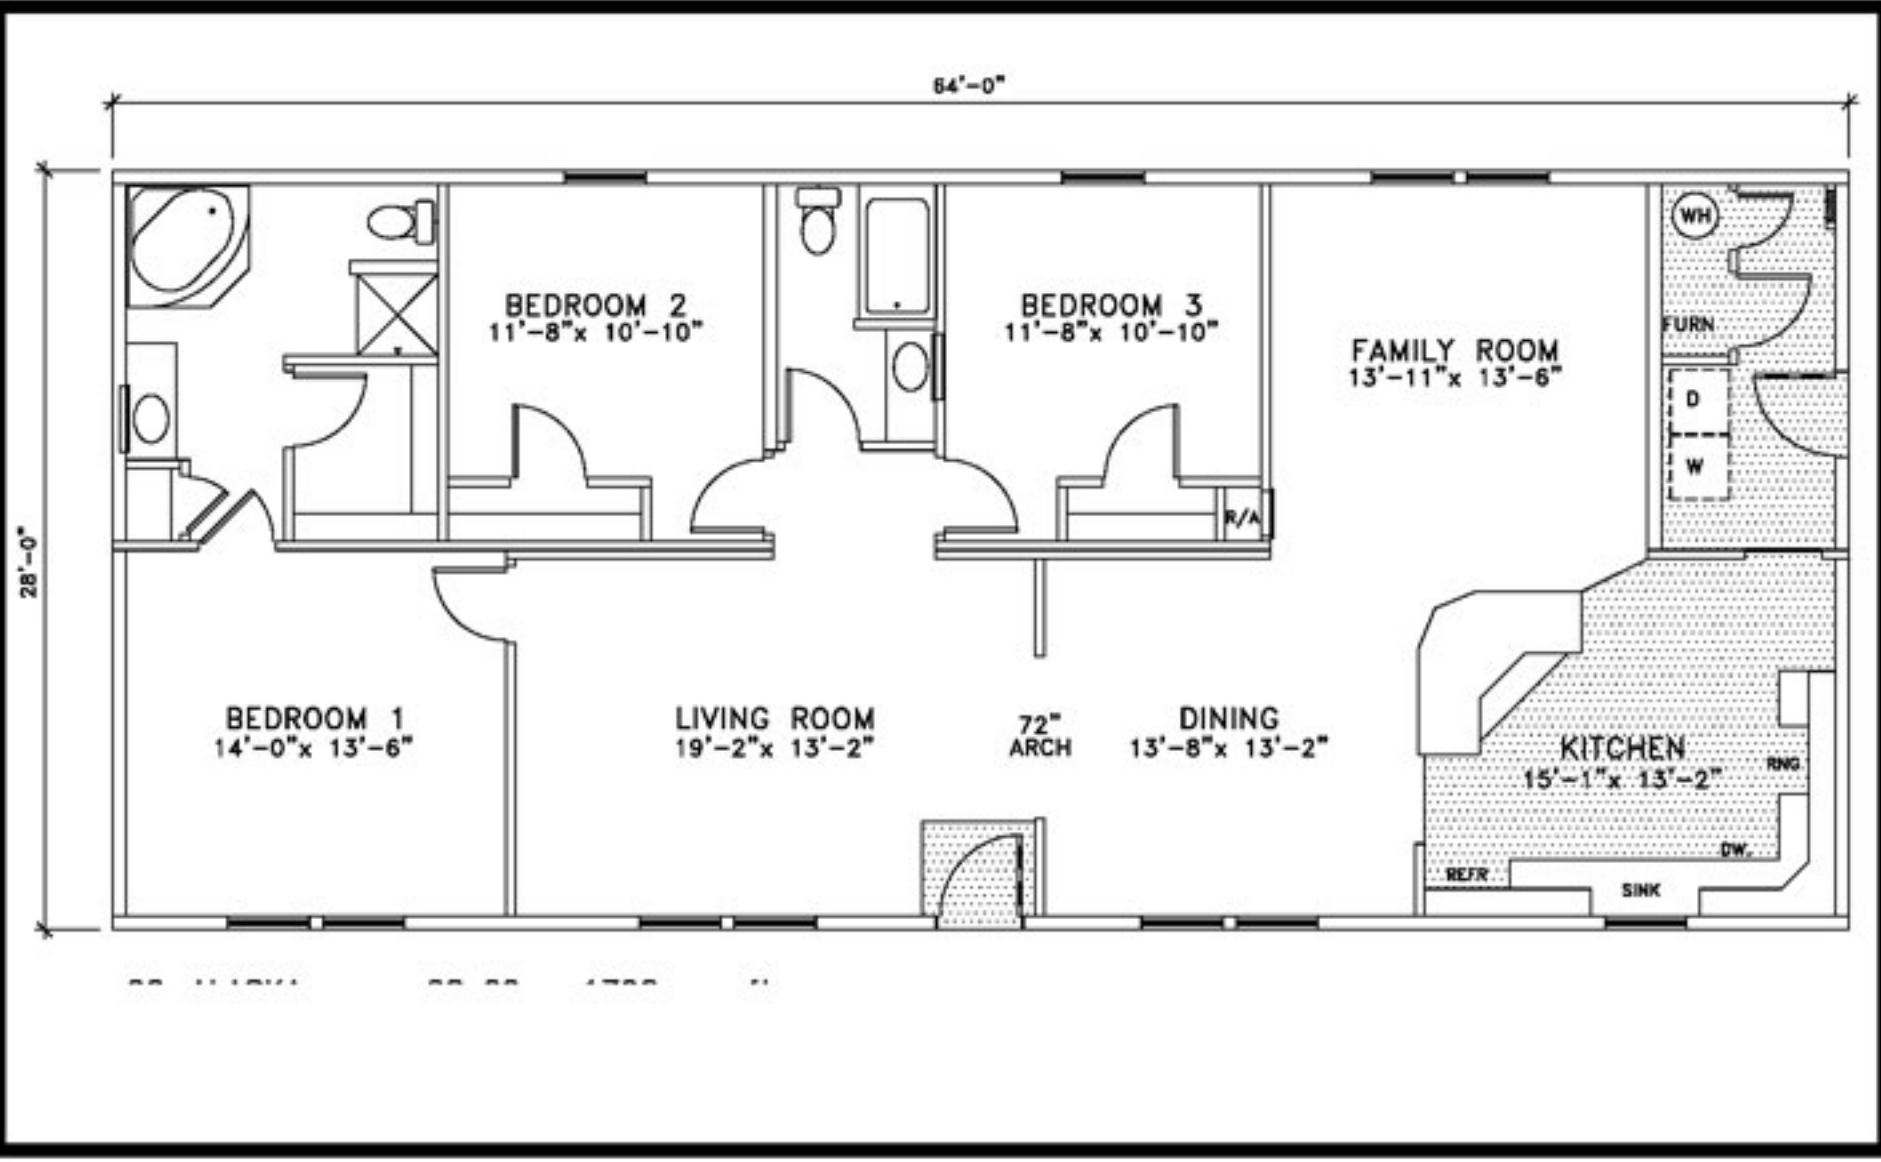 64'-0"
28'-0"
BEDROOM 2
11'-8"x 10'-10"
BEDROOM 3
11'-8"x 10'-10"
FAMILY ROOM
13'-11"x 13'-6"
WH
FURN
D
W
R/A
BEDROOM 1
14'-0"x 13'-6"
LIVING ROOM
19'-2"x 13'-2"
72"
ARCH
DINING
13'-8"x 13'-2"
KITCHEN
15'-1"x 13'-2"
RNG
DW.
REFR
SINK